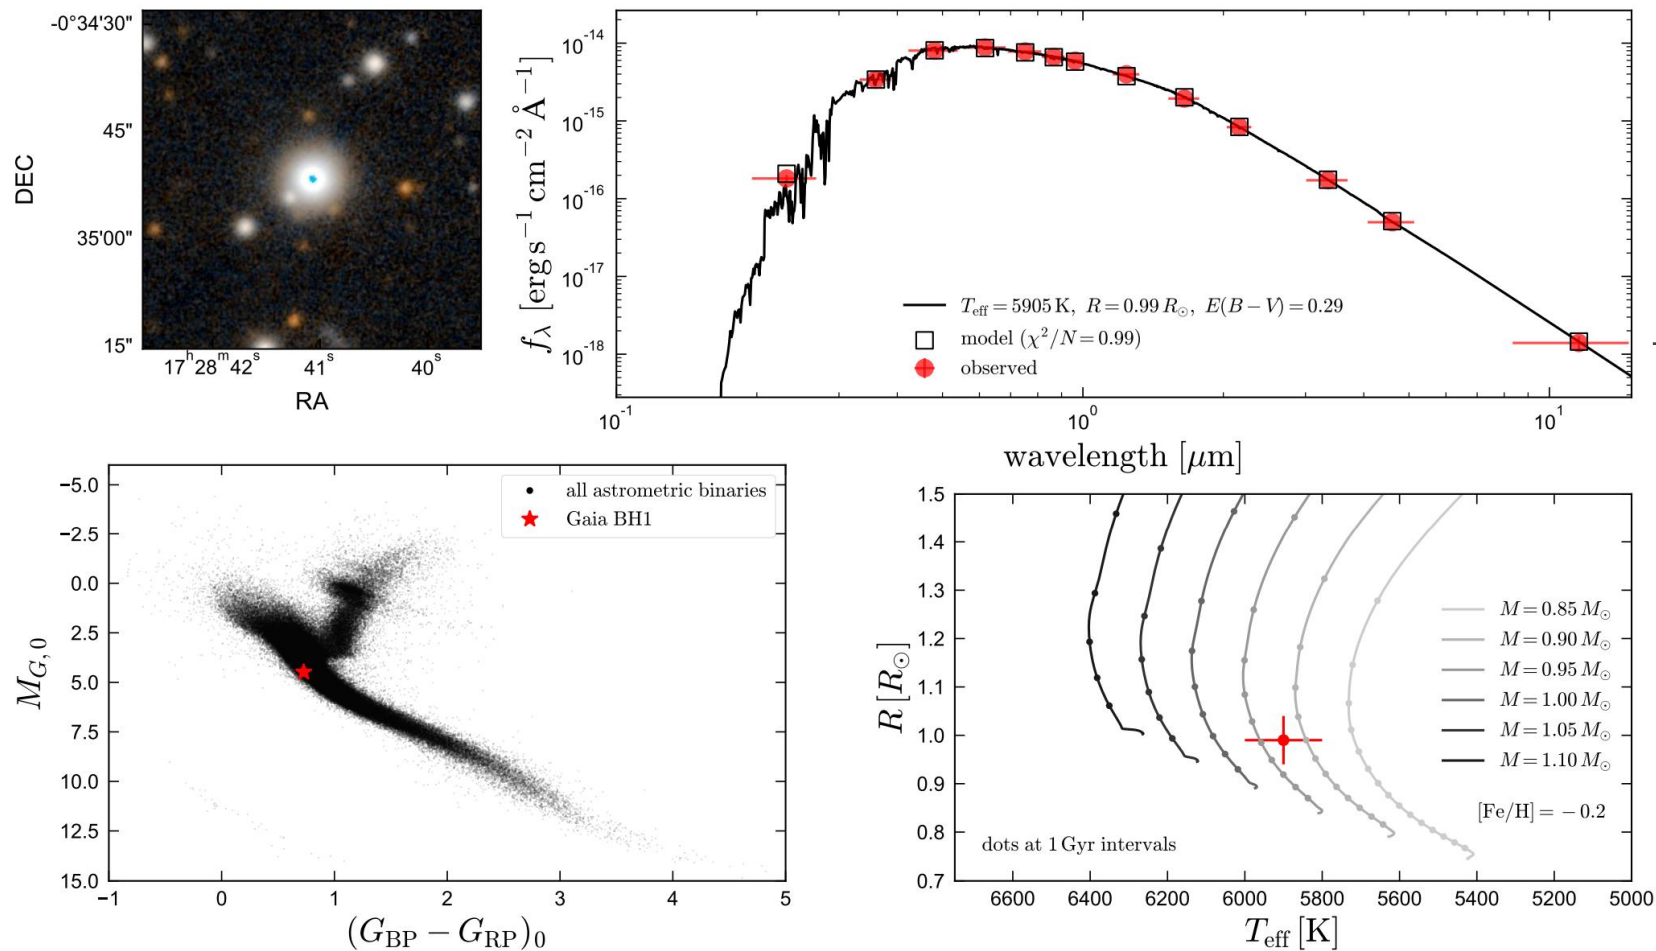 -0°34'30"
45"
35'00"
15"
DEC
17ʰ28ᵐ42ˢ 41ˢ 40ˢ
RA
10⁻¹⁴
10⁻¹⁵
10⁻¹⁶
10⁻¹⁷
10⁻¹⁸
f_λ [erg s⁻¹ cm⁻² Å⁻¹]
T_eff = 5905 K, R = 0.99 R_⊙, E(B − V) = 0.29
model (χ²/N = 0.99)
observed
10⁻¹ 10⁰ 10¹
wavelength [μm]
−5.0
−2.5
0.0
2.5
5.0
7.5
10.0
12.5
15.0
M_G,0
all astrometric binaries
Gaia BH1
−1 0 1 2 3 4 5
(G_BP − G_RP)_0
1.5
1.4
1.3
1.2
1.1
1.0
0.9
0.8
0.7
R [R_⊙]
M = 0.85 M_⊙
M = 0.90 M_⊙
M = 0.95 M_⊙
M = 1.00 M_⊙
M = 1.05 M_⊙
M = 1.10 M_⊙
[Fe/H] = −0.2
dots at 1 Gyr intervals
6600 6400 6200 6000 5800 5600 5400 5200 5000
T_eff [K]